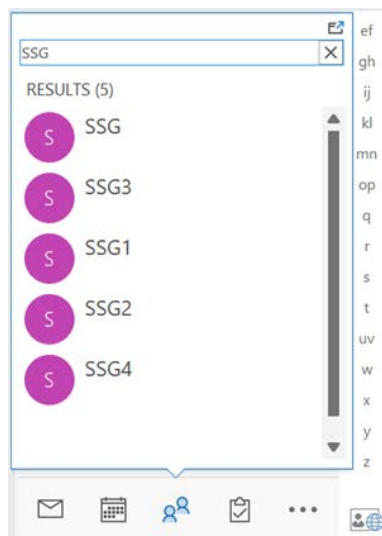 SSG
RESULTS (5)
S SSG
S SSG3
S SSG1
S SSG2
S SSG4
ef
gh
ij
kl
mn
op
q
r
s
t
uv
w
x
y
z